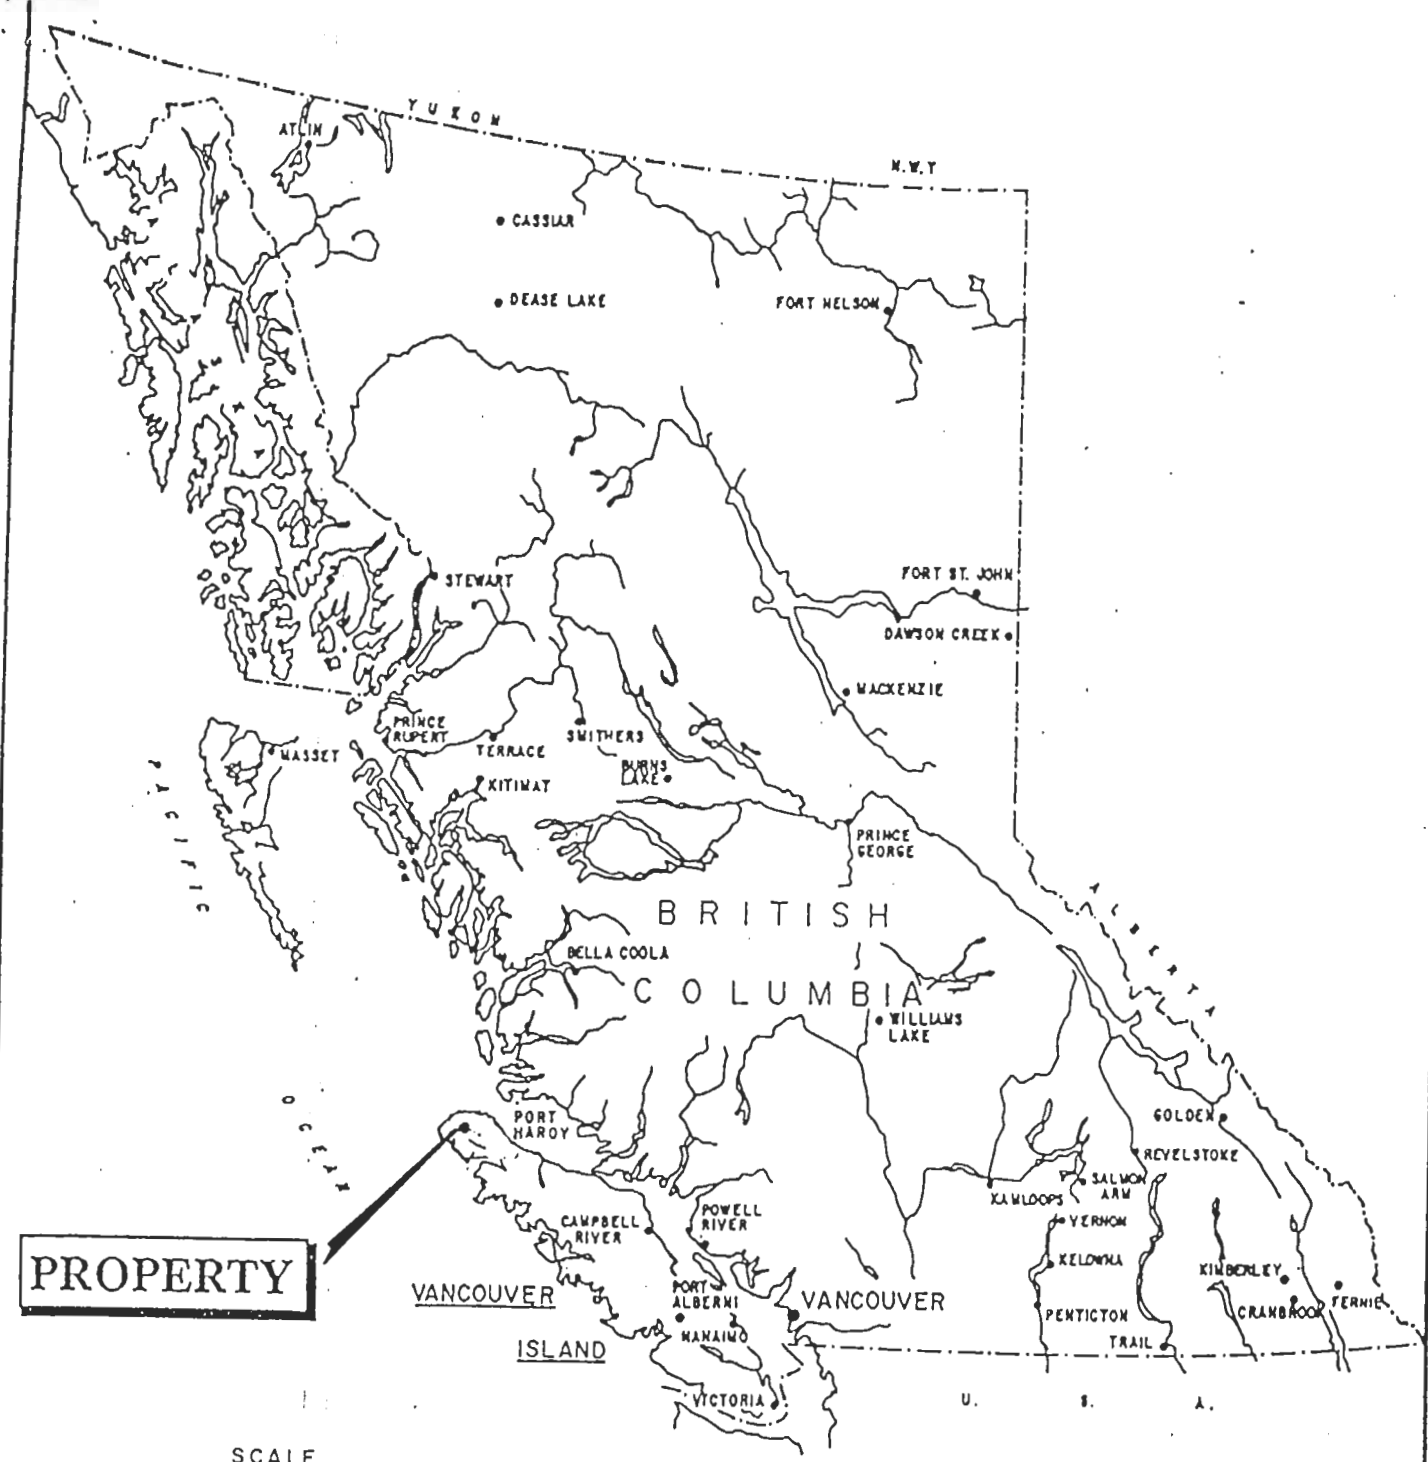 YUKON
N.W.T
ATLIN
CASSIAR
DEASE LAKE
FORT NELSON
STEWART
FORT ST. JOHN
DAWSON CREEK
MACKENZIE
PRINCE
RUPERT
TERRACE
SMITHERS
MASSET
BURNS
LAKE
KITIMAT
PRINCE
GEORGE
PACIFIC
ALBERTA
BRITISH
BELLA COOLA
COLUMBIA
WILLIAMS
LAKE
OCEAN
PORT
HARDY
GOLDEN
REVELSTOKE
SALMON
ARM
KAMLOOPS
VERNON
CAMPBELL
RIVER
POWELL
RIVER
KELOWNA
PROPERTY
KIMBERLEY
VANCOUVER
PORT
ALBERNI
VANCOUVER
PENTICTON
CRANBROOK
FERNIE
NANAIMO
ISLAND
TRAIL
VICTORIA
U. S. A.
SCALE